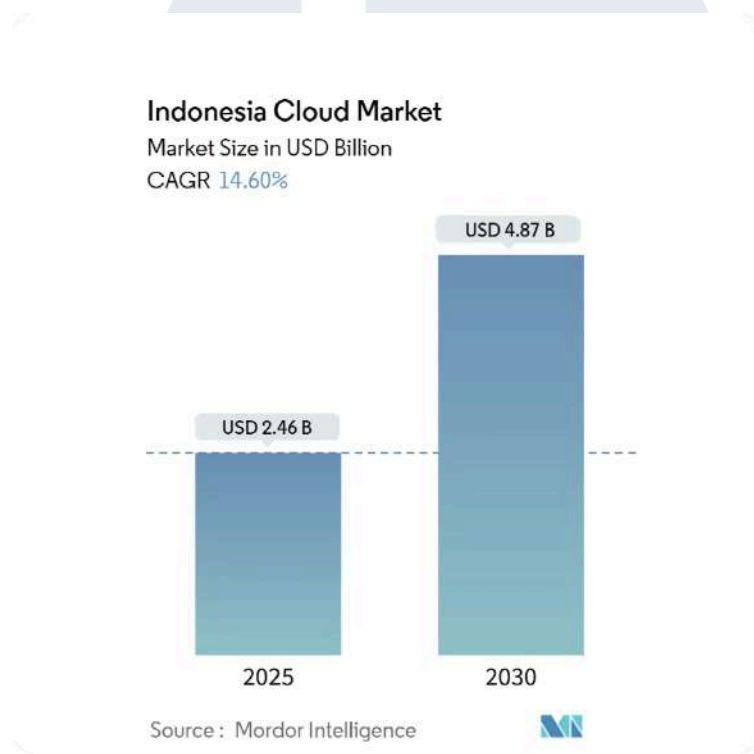 Indonesia Cloud Market
Market Size in USD Billion
CAGR 14.60%
USD 4.87 B
USD 2.46 B
2025
2030
Source : Mordor Intelligence